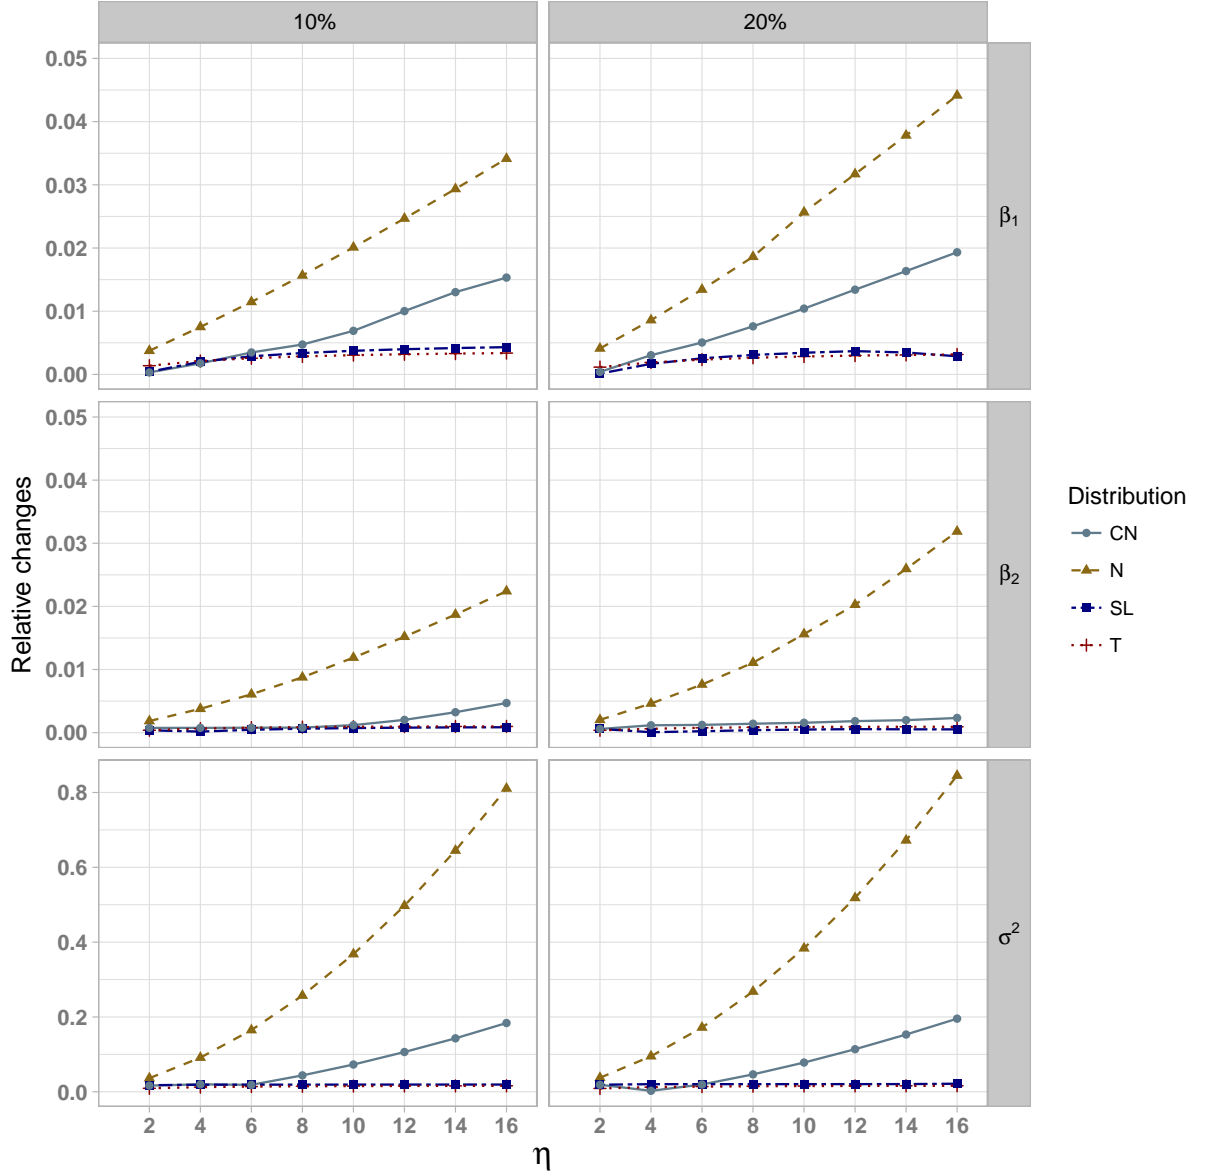 10% 20%
0.05
0.04
0.03
0.02
0.01
0.00
β₁
0.05
0.04
0.03
0.02
0.01
0.00
β₂
0.8
0.6
0.4
0.2
0.0
σ²
2 4 6 8 10 12 14 16 2 4 6 8 10 12 14 16
η
Relative changes
Distribution
CN
N
SL
T